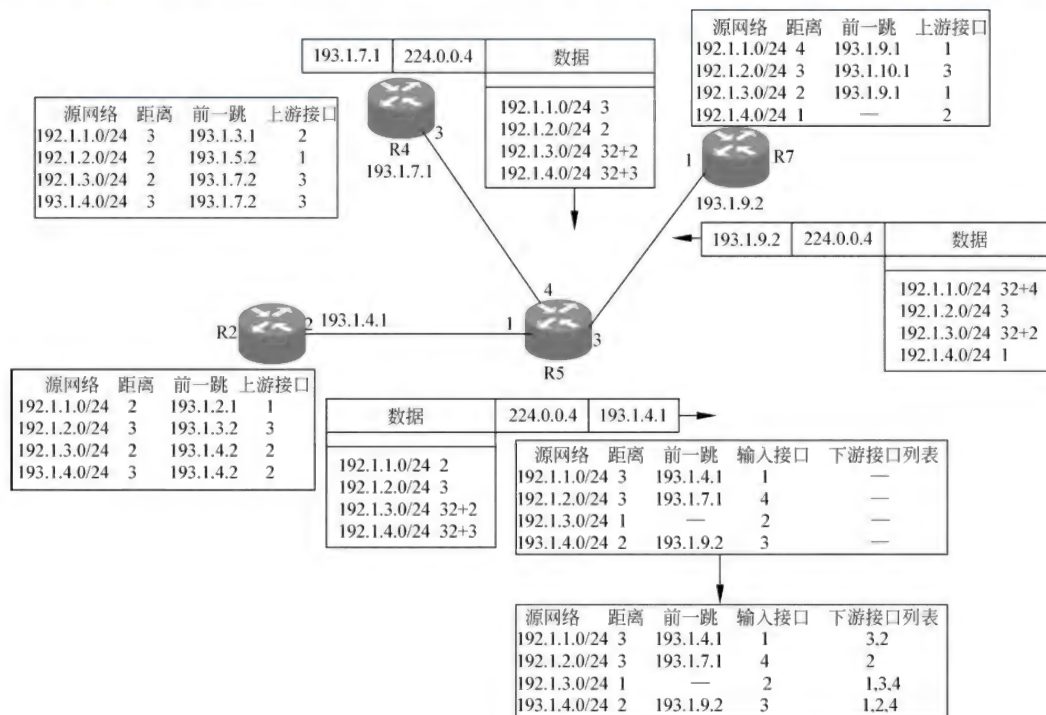 193.1.7.1 224.0.0.4 数据
192.1.1.0/24 3
192.1.2.0/24 2
192.1.3.0/24 32+2
192.1.4.0/24 32+3
源网络 距离 前一跳 上游接口
192.1.1.0/24 4 193.1.9.1 1
192.1.2.0/24 3 193.1.10.1 3
192.1.3.0/24 2 193.1.9.1 1
192.1.4.0/24 1 — 2
源网络 距离 前一跳 上游接口
192.1.1.0/24 3 193.1.3.1 2
192.1.2.0/24 2 193.1.5.2 1
192.1.3.0/24 2 193.1.7.2 3
193.1.4.0/24 3 193.1.7.2 3
3
R4
193.1.7.1
1
R7
193.1.9.2
193.1.9.2 224.0.0.4 数据
192.1.1.0/24 32+4
192.1.2.0/24 3
192.1.3.0/24 32+2
192.1.4.0/24 1
R2
2 193.1.4.1
1
4
3
R5
源网络 距离 前一跳 上游接口
192.1.1.0/24 2 193.1.2.1 1
192.1.2.0/24 3 193.1.3.2 3
192.1.3.0/24 2 193.1.4.2 2
193.1.4.0/24 3 193.1.4.2 2
数据 224.0.0.4 193.1.4.1
192.1.1.0/24 2
192.1.2.0/24 3
192.1.3.0/24 32+2
192.1.4.0/24 32+3
源网络 距离 前一跳 输入接口 下游接口列表
192.1.1.0/24 3 193.1.4.1 1 —
192.1.2.0/24 3 193.1.7.1 4 —
192.1.3.0/24 1 — 2 —
193.1.4.0/24 2 193.1.9.2 3 —
源网络 距离 前一跳 输入接口 下游接口列表
192.1.1.0/24 3 193.1.4.1 1 3,2
192.1.2.0/24 3 193.1.7.1 4 2
192.1.3.0/24 1 — 2 1,3,4
193.1.4.0/24 2 193.1.9.2 3 1,2,4